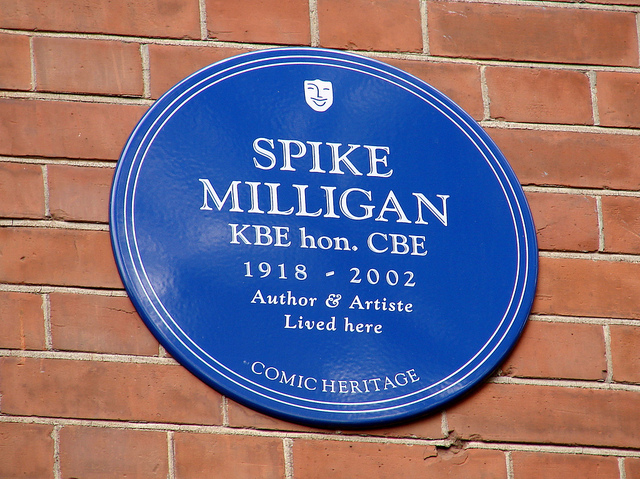 SPIKE
MILLIGAN
KBE hon. CBE
1918 - 2002
Author & Artiste
Lived here
COMIC HERITAGE